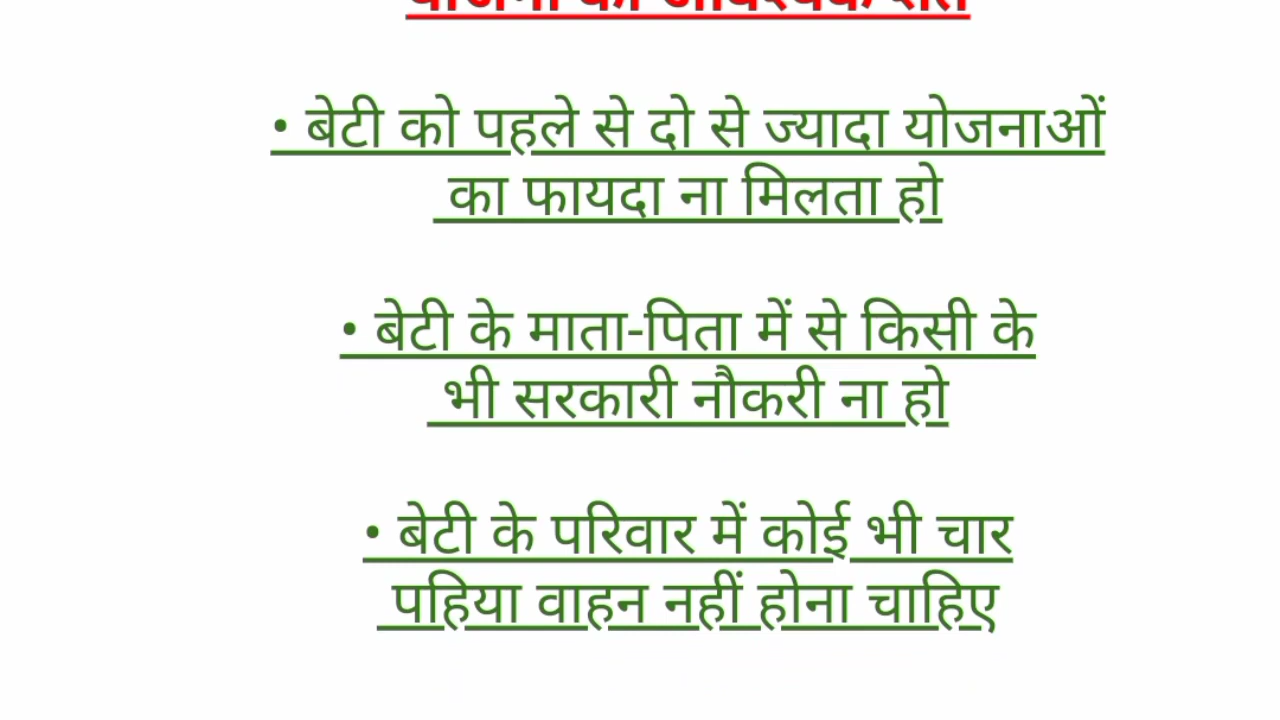 • बेटी को पहले से दो से ज्यादा योजनाओं
का फायदा ना मिलता हो
• बेटी के माता-पिता में से किसी के
भी सरकारी नौकरी ना हो
• बेटी के परिवार में कोई भी चार
पहिया वाहन नहीं होना चाहिए